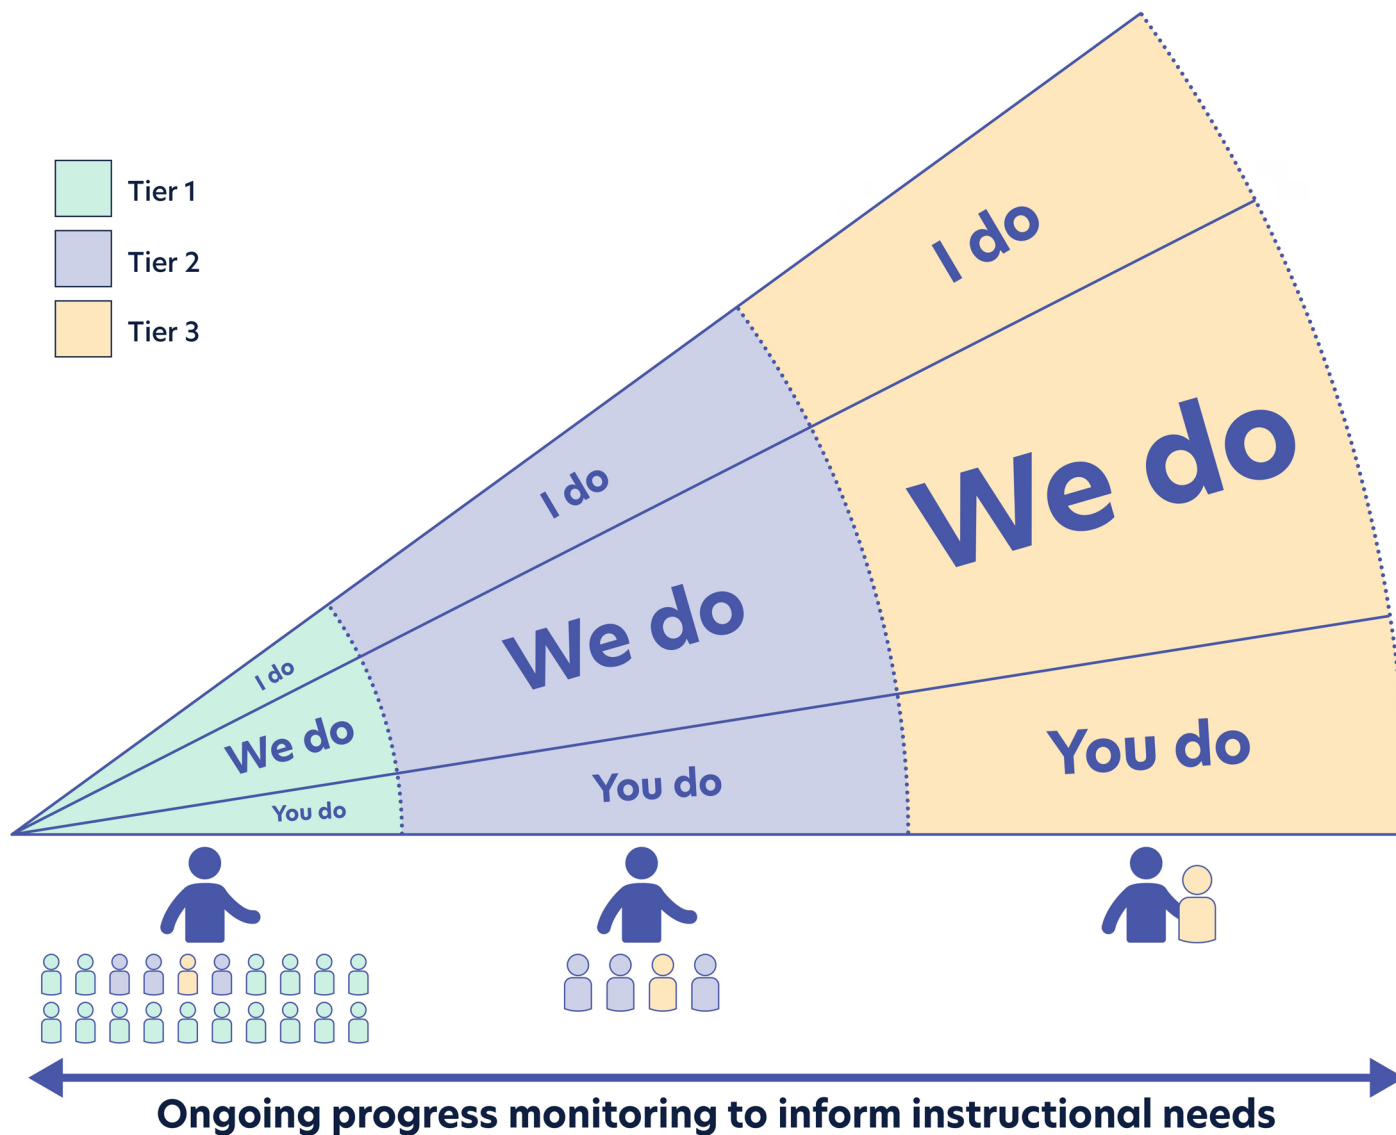 Tier 1
Tier 2
Tier 3
I do
We do
You do
I do
We do
You do
I do
We do
You do
Ongoing progress monitoring to inform instructional needs